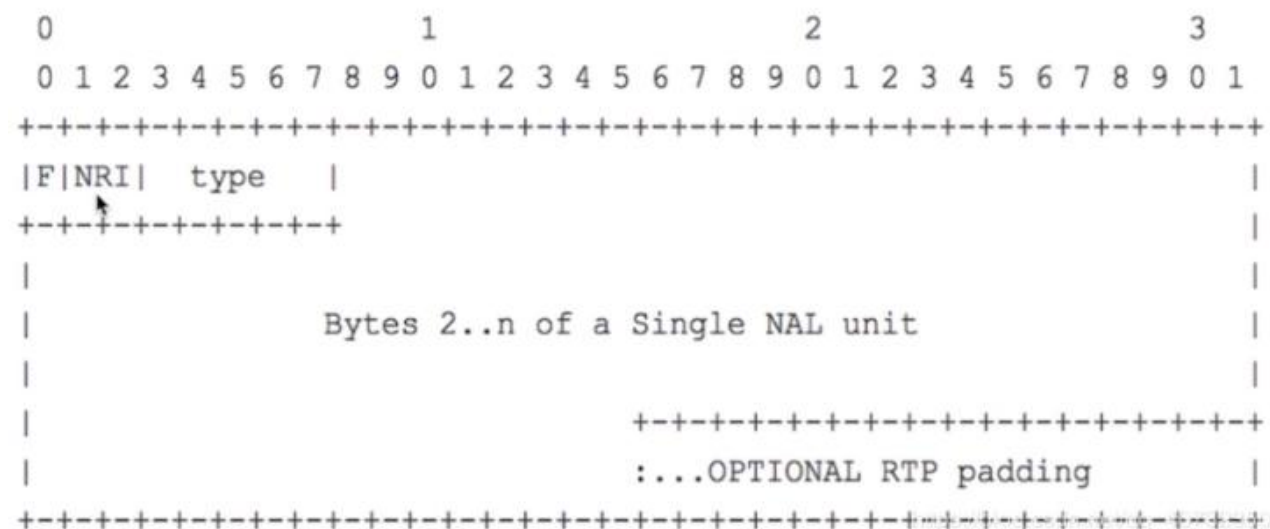 0 1 2 3
0 1 2 3 4 5 6 7 8 9 0 1 2 3 4 5 6 7 8 9 0 1 2 3 4 5 6 7 8 9 0 1
+-+-+-+-+-+-+-+-+-+-+-+-+-+-+-+-+-+-+-+-+-+-+-+-+-+-+-+-+-+-+-+-+
|F|NRI| type | |
+-+-+-+-+-+-+-+-+ |
| |
| Bytes 2..n of a Single NAL unit |
| |
| +-+-+-+-+-+-+-+-+-+-+-+-+-+-+-+-+
| :...OPTIONAL RTP padding |
+-+-+-+-+-+-+-+-+-+-+-+-+-+-+-+-+-+-+-+-+-+-+-+-+-+-+-+-+-+-+-+-+